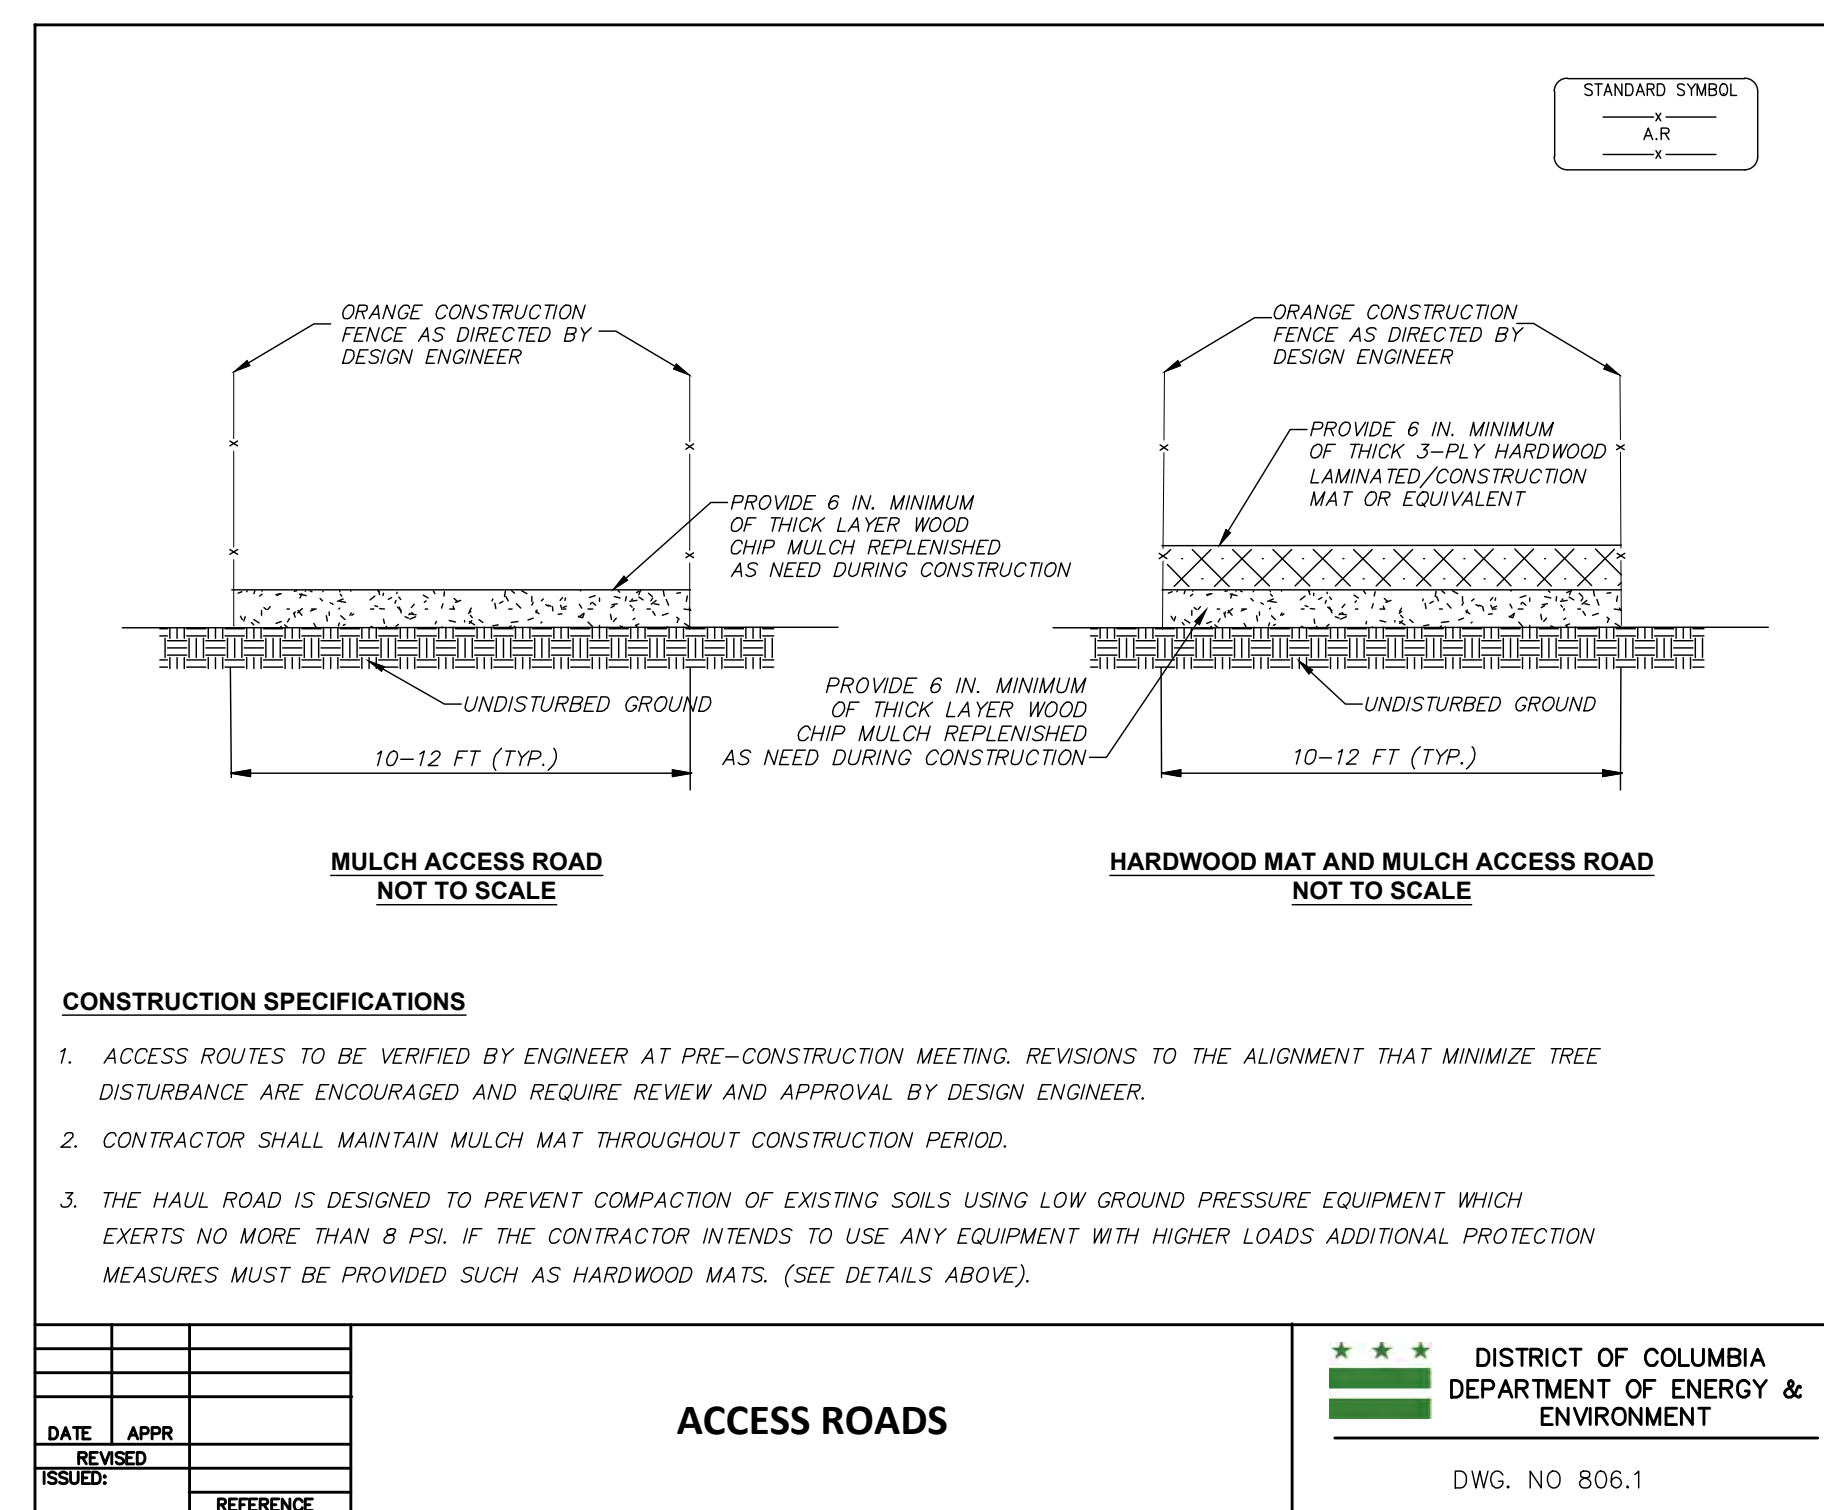 STANDARD SYMBOL
x
A.R
x
ORANGE CONSTRUCTION
FENCE AS DIRECTED BY
DESIGN ENGINEER
x
x
x
x
PROVIDE 6 IN. MINIMUM
OF THICK LAYER WOOD
CHIP MULCH REPLENISHED
AS NEED DURING CONSTRUCTION
UNDISTURBED GROUND
10-12 FT (TYP.)
MULCH ACCESS ROAD
NOT TO SCALE
ORANGE CONSTRUCTION
FENCE AS DIRECTED BY
DESIGN ENGINEER
PROVIDE 6 IN. MINIMUM
OF THICK 3-PLY HARDWOOD
LAMINATED/CONSTRUCTION
MAT OR EQUIVALENT
x
x
x
x
PROVIDE 6 IN. MINIMUM
OF THICK LAYER WOOD
CHIP MULCH REPLENISHED
AS NEED DURING CONSTRUCTION
UNDISTURBED GROUND
10-12 FT (TYP.)
HARDWOOD MAT AND MULCH ACCESS ROAD
NOT TO SCALE
CONSTRUCTION SPECIFICATIONS
1. ACCESS ROUTES TO BE VERIFIED BY ENGINEER AT PRE-CONSTRUCTION MEETING. REVISIONS TO THE ALIGNMENT THAT MINIMIZE TREE
DISTURBANCE ARE ENCOURAGED AND REQUIRE REVIEW AND APPROVAL BY DESIGN ENGINEER.
2. CONTRACTOR SHALL MAINTAIN MULCH MAT THROUGHOUT CONSTRUCTION PERIOD.
3. THE HAUL ROAD IS DESIGNED TO PREVENT COMPACTION OF EXISTING SOILS USING LOW GROUND PRESSURE EQUIPMENT WHICH
EXERTS NO MORE THAN 8 PSI. IF THE CONTRACTOR INTENDS TO USE ANY EQUIPMENT WITH HIGHER LOADS ADDITIONAL PROTECTION
MEASURES MUST BE PROVIDED SUCH AS HARDWOOD MATS. (SEE DETAILS ABOVE).
DATE APPR
REVISED
ISSUED:
REFERENCE
ACCESS ROADS
DISTRICT OF COLUMBIA
DEPARTMENT OF ENERGY &
ENVIRONMENT
DWG. NO 806.1